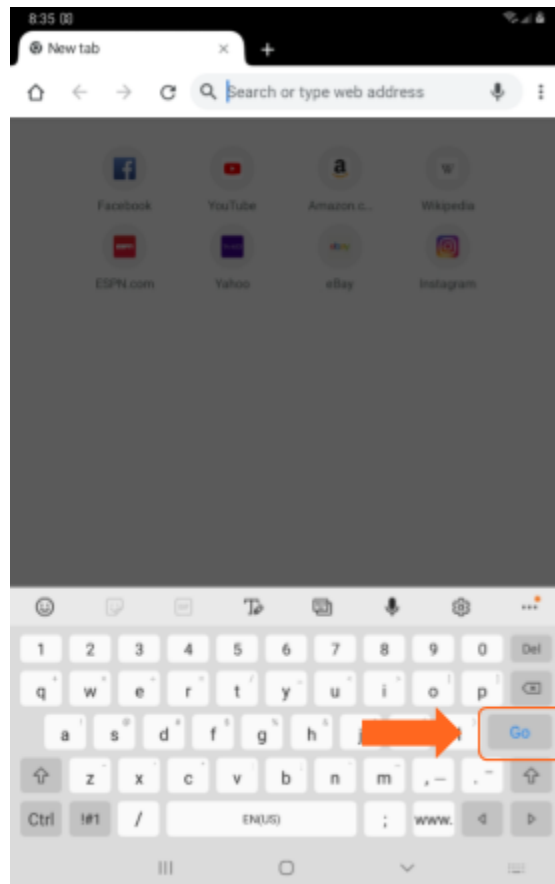 8:35
New tab
Search or type web address
Facebook YouTube Amazon c... Wikipedia
ESPN.com Yahoo eBay Instagram
1 2 3 4 5 6 7 8 9 0 Del
q w e r t y u i o p
a s d f g h j Go
z x c v b n m , .
Ctrl !#1 / EN(US) ; www.